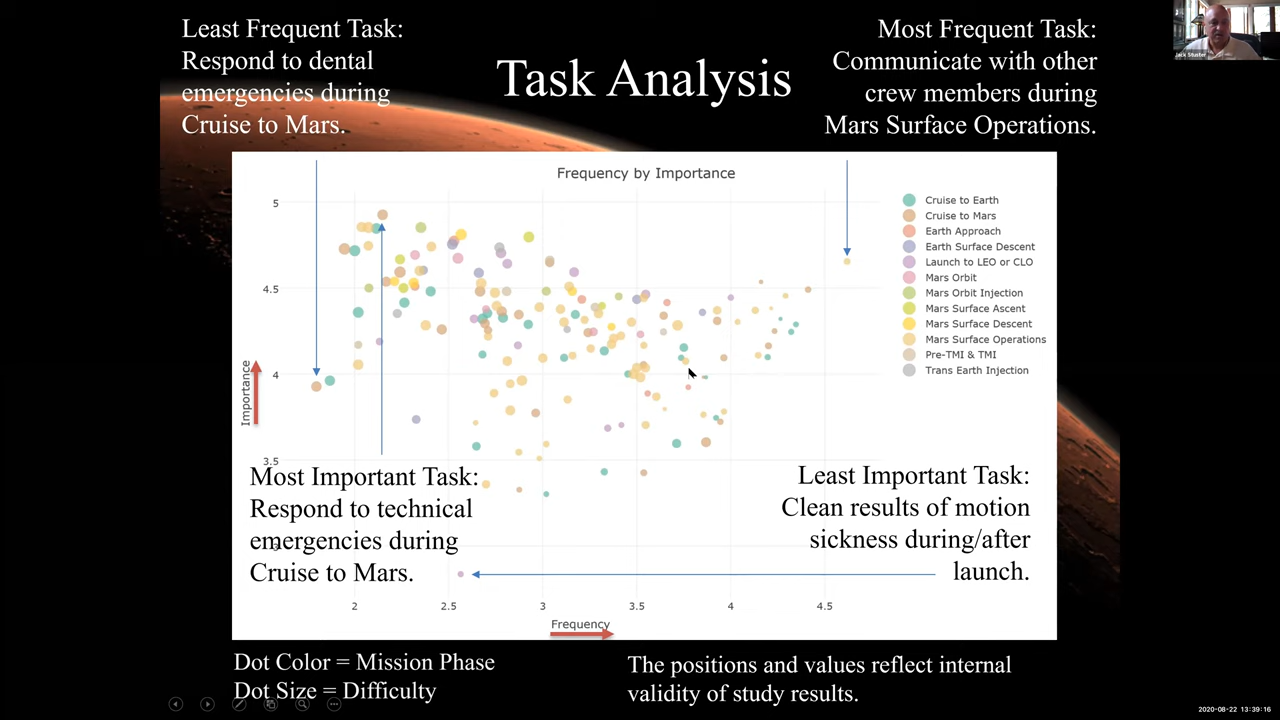 Least Frequent Task:
Respond to dental
emergencies during
Cruise to Mars.
Task Analysis
Most Frequent Task:
Communicate with other
crew members during
Mars Surface Operations.
Jack Stuster
Frequency by Importance
5
4.5
4
3.5
3
Importance
2
2.5
3
3.5
4
4.5
Frequency
Cruise to Earth
Cruise to Mars
Earth Approach
Earth Surface Descent
Launch to LEO or CLO
Mars Orbit
Mars Orbit Injection
Mars Surface Ascent
Mars Surface Descent
Mars Surface Operations
Pre-TMI & TMI
Trans Earth Injection
Most Important Task:
Respond to technical
emergencies during
Cruise to Mars.
Least Important Task:
Clean results of motion
sickness during/after
launch.
Dot Color = Mission Phase
Dot Size = Difficulty
The positions and values reflect internal
validity of study results.
2020-08-22 13:39:16